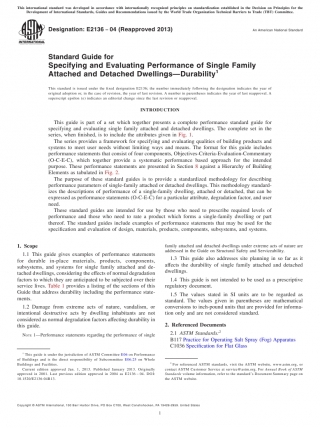 This international standard was developed in accordance with internationally recognized principles on standardization established in the Decision on Principles for the
Development of International Standards, Guides and Recommendations issued by the World Trade Organization Technical Barriers to Trade (TBT) Committee.
Designation: E2136 − 04 (Reapproved 2013)
An American National Standard
Standard Guide for
Specifying and Evaluating Performance of Single Family
Attached and Detached Dwellings—Durability¹
This standard is issued under the fixed designation E2136; the number immediately following the designation indicates the year of
original adoption or, in the case of revision, the year of last revision. A number in parentheses indicates the year of last reapproval. A
superscript epsilon (ε) indicates an editorial change since the last revision or reapproval.
INTRODUCTION
This guide is part of a set which together presents a complete performance standard guide for
specifying and evaluating single family attached and detached dwellings. The complete set in the
series, when finished, is to include the attributes given in Fig. 1.
The series provides a framework for specifying and evaluating qualities of building products and
systems to meet user needs without limiting ways and means. The format for this guide includes
performance statements that consist of four components, Objectives-Criteria-Evaluation-Commentary
(O-C-E-C), which together provide a systematic performance based approach for the intended
purpose. These performance statements are presented in Section 8 against a Hierarchy of Building
Elements as tabulated in Fig. 2.
The purpose of these standard guides is to provide a standardized methodology for describing
performance parameters of single-family attached or detached dwellings. This methodology standard-
izes the descriptions of performance of a single-family dwelling, attached or detached, that can be
expressed as performance statements (O-C-E-C) for a particular attribute, degradation factor, and user
need.
These standard guides are intended for use by those who need to prescribe required levels of
performance and those who need to rate a product which forms a single-family dwelling or part
thereof. The standard guides include examples of performance statements that may be used for the
specification and evaluation of design, materials, products, components, subsystems, and systems.
1. Scope
1.1 This guide gives examples of performance statements
for durable in-place materials, products, components,
subsystems, and systems for single family attached and de-
tached dwellings, considering the effects of normal degradation
factors to which they are anticipated to be subjected over their
service lives. Table 1 provides a listing of the sections of this
Guide that address durability including the performance state-
ments.
1.2 Damage from extreme acts of nature, vandalism, or
intentional destructive acts by dwelling inhabitants are not
considered as normal degradation factors affecting durability in
this guide.
NOTE 1—Performance statements regarding the performance of single
family attached and detached dwellings under extreme acts of nature are
addressed in the Guide on Structural Safety and Serviceability.
1.3 This guide also addresses site planning in so far as it
affects the durability of single family attached and detached
dwellings.
1.4 The guide is not intended to be used as a prescriptive
regulatory document.
1.5 The values stated in SI units are to be regarded as
standard. The values given in parentheses are mathematical
conversions to inch-pound units that are provided for informa-
tion only and are not considered standard.
2. Referenced Documents
2.1 ASTM Standards:²
B117 Practice for Operating Salt Spray (Fog) Apparatus
C1036 Specification for Flat Glass
¹ This guide is under the jurisdiction of ASTM Committee E06 on Performance
of Buildings and is the direct responsibility of Subcommittee E06.25 on Whole
Buildings and Facilities.
Current edition approved Jan. 1, 2013. Published January 2013. Originally
approved in 2001. Last previous edition approved in 2004 as E2136 – 04. DOI:
10.1520/E2136-04R13.
² For referenced ASTM standards, visit the ASTM website, www.astm.org, or
contact ASTM Customer Service at service@astm.org. For Annual Book of ASTM
Standards volume information, refer to the standard's Document Summary page on
the ASTM website.
Copyright © ASTM International, 100 Barr Harbor Drive, PO Box C700, West Conshohocken, PA 19428-2959. United States
1